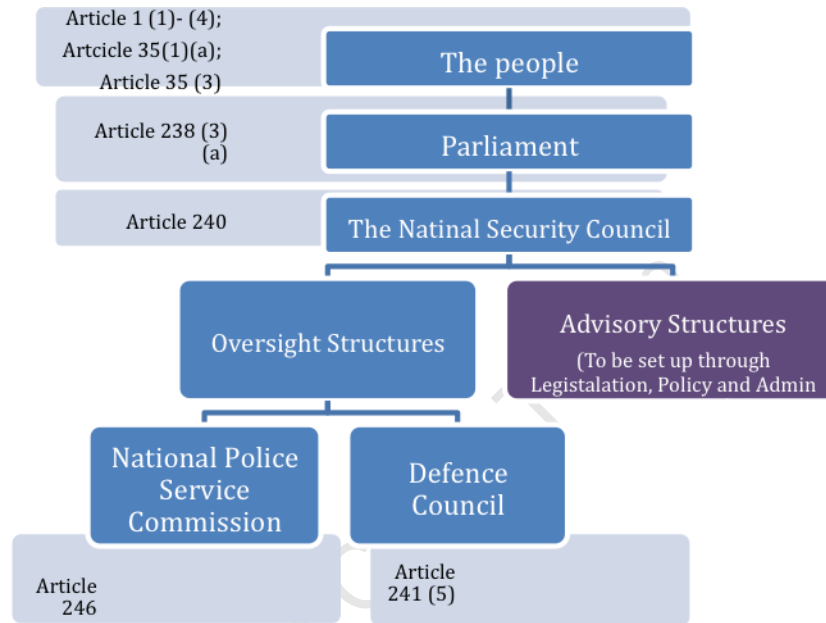 Article 1 (1)- (4);
Artcicle 35(1)(a);
Article 35 (3)
The people
Article 238 (3)
(a)
Parliament
Article 240
The Natinal Security Council
Oversight Structures
Advisory Structures
(To be set up through
Legistalation, Policy and Admin
National Police
Service
Commission
Defence
Council
Article
246
Article
241 (5)